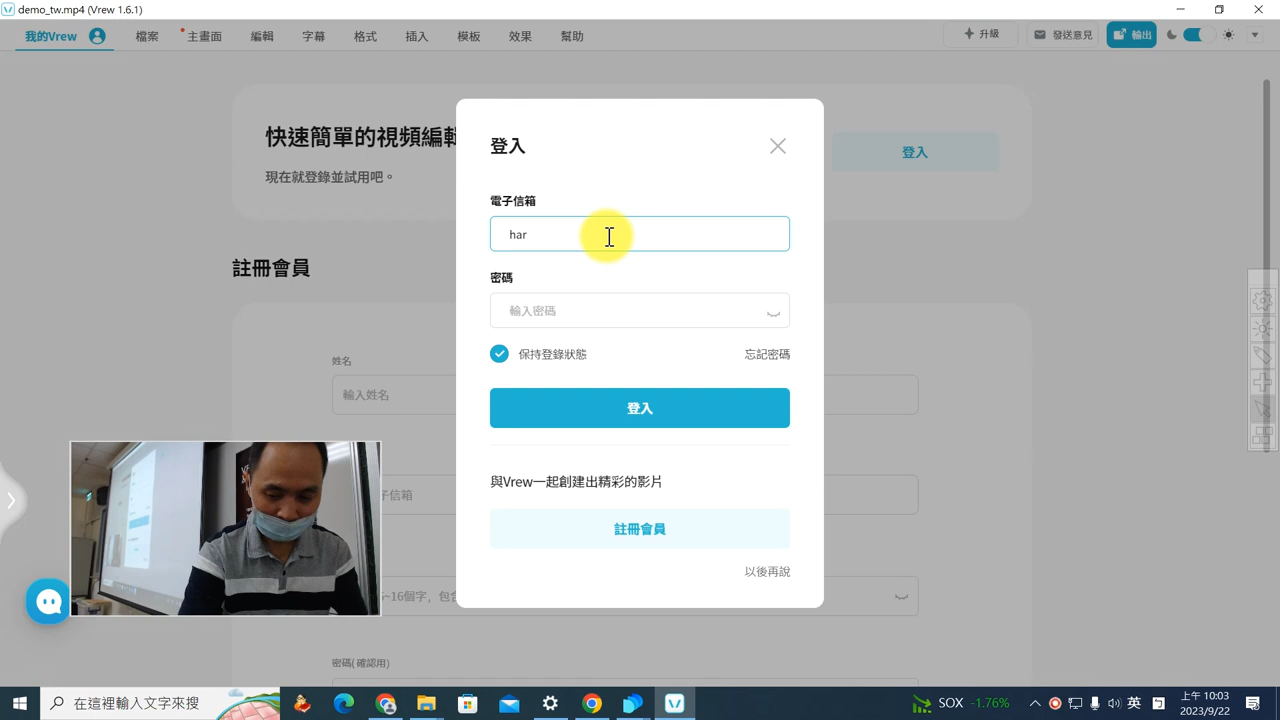 demo_tw.mp4 (Vrew 1.6.1)
我的Vrew 檔案 主畫面 編輯 字幕 格式 插入 模板 效果 幫助 升級 發送意見 輸出
快速簡單的視頻編輯
現在就登錄並試用吧。
登入
註冊會員
姓名
輸入姓名
子信箱
~16個字，包含
密碼(確認用)
登入
電子信箱
har
密碼
輸入密碼
保持登錄狀態 忘記密碼
登入
與Vrew一起創建出精彩的影片
註冊會員
以後再說
在這裡輸入文字來搜
SOX -1.76%
英
上午 10:03
2023/9/22